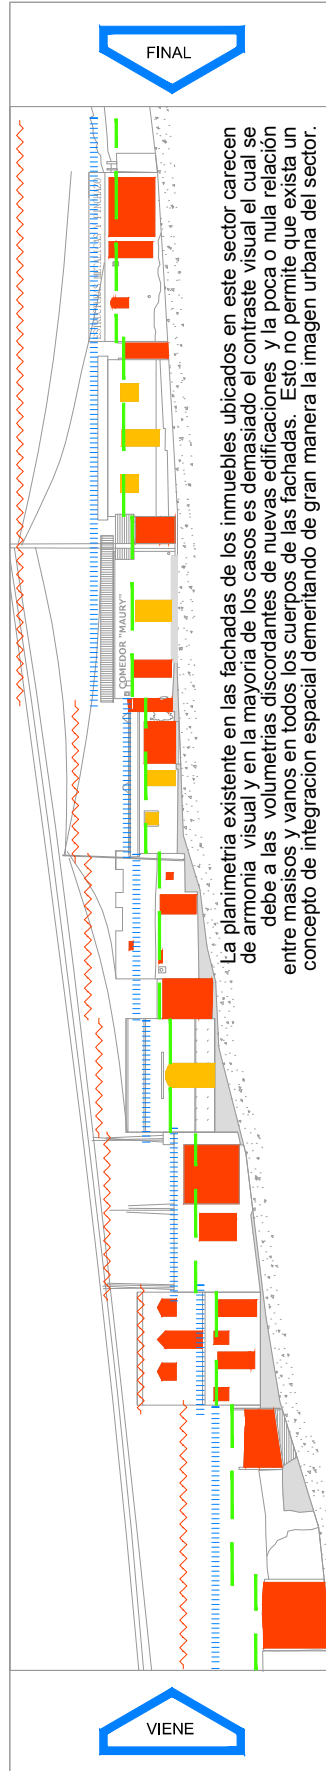 FINAL
ESTRUCTURAS METALICAS Y PINTADAS
COMEDOR "MAURY"
La planimetria existente en las fachadas de los inmuebles ubicados en este sector carecen
de armonia visual y en la mayoria de los casos es demasiado el contraste visual el cual se
debe a las volumetrias discordantes de nuevas edificaciones y la poca o nula relación
entre masisos y vanos en todos los cuerpos de las fachadas. Esto no permite que exista un
concepto de integracion espacial demeritando de gran manera la imagen urbana del sector.
VIENE